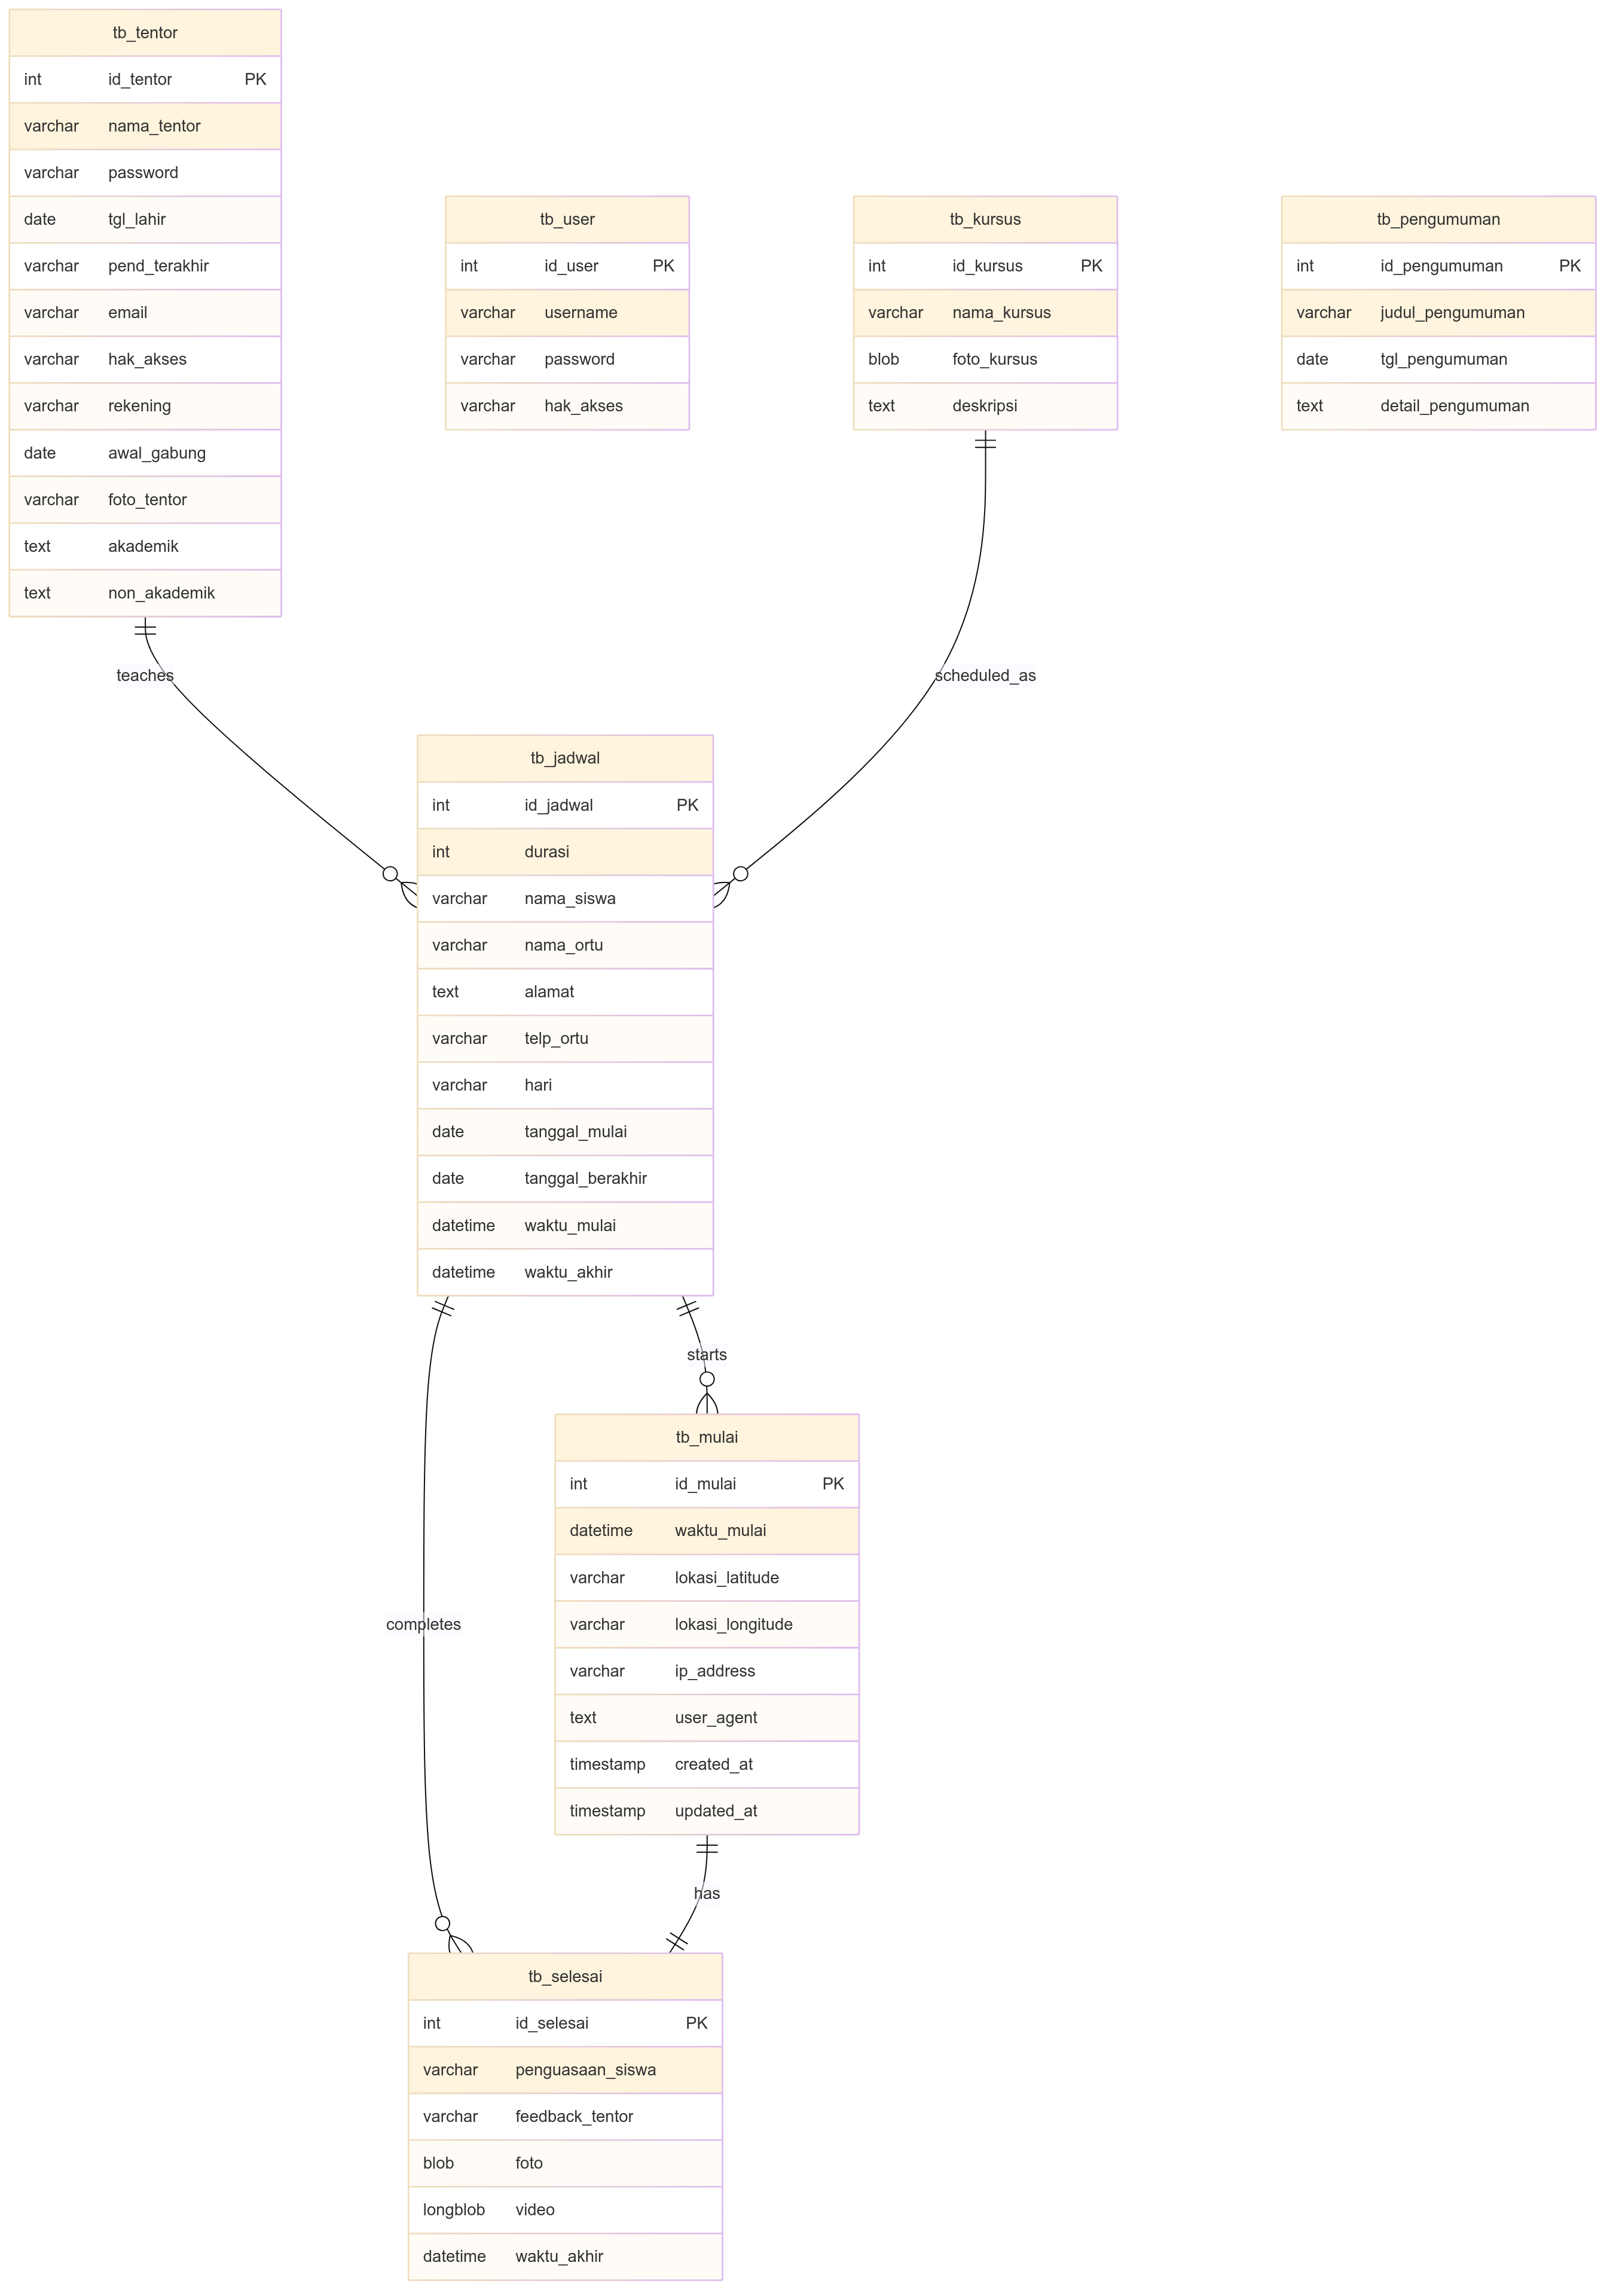 tb_tentor
int id_tentor PK
varchar nama_tentor
varchar password
date tgl_lahir
varchar pend_terakhir
varchar email
varchar hak_akses
varchar rekening
date awal_gabung
varchar foto_tentor
text akademik
text non_akademik
tb_user
int id_user PK
varchar username
varchar password
varchar hak_akses
tb_kursus
int id_kursus PK
varchar nama_kursus
blob foto_kursus
text deskripsi
tb_pengumuman
int id_pengumuman PK
varchar judul_pengumuman
date tgl_pengumuman
text detail_pengumuman
teaches
scheduled_as
tb_jadwal
int id_jadwal PK
int durasi
varchar nama_siswa
varchar nama_ortu
text alamat
varchar telp_ortu
varchar hari
date tanggal_mulai
date tanggal_berakhir
datetime waktu_mulai
datetime waktu_akhir
starts
completes
tb_mulai
int id_mulai PK
datetime waktu_mulai
varchar lokasi_latitude
varchar lokasi_longitude
varchar ip_address
text user_agent
timestamp created_at
timestamp updated_at
has
tb_selesai
int id_selesai PK
varchar penguasaan_siswa
varchar feedback_tentor
blob foto
longblob video
datetime waktu_akhir